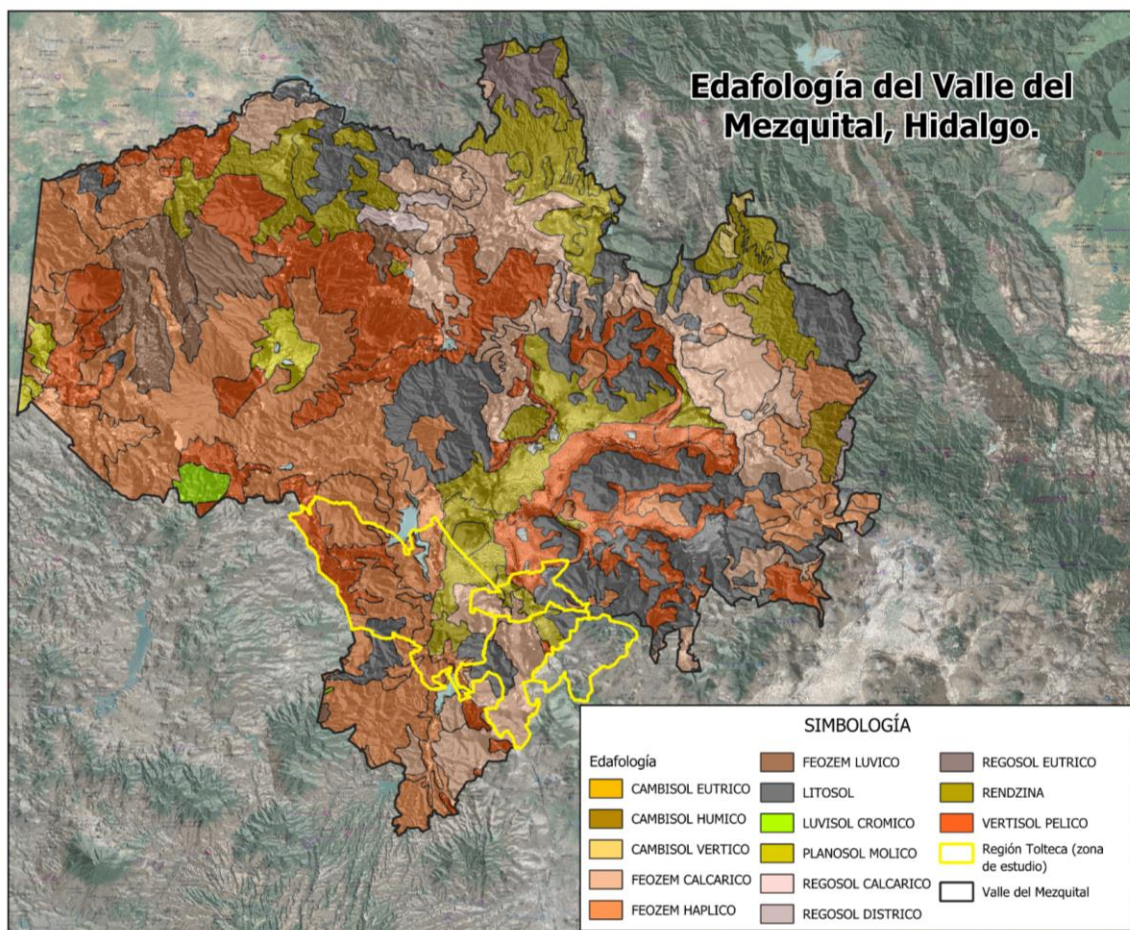 Edafología del Valle del
Mezquital, Hidalgo.
SIMBOLOGÍA
Edafología
CAMBISOL EUTRICO
CAMBISOL HUMICO
CAMBISOL VERTICO
FEOZEM CALCARICO
FEOZEM HAPLICO
FEOZEM LUVICO
LITOSOL
LUVISOL CROMICO
PLANOSOL MOLICO
REGOSOL CALCARICO
REGOSOL DISTRICO
REGOSOL EUTRICO
RENDZINA
VERTISOL PELICO
Región Tolteca (zona
de estudio)
Valle del Mezquital